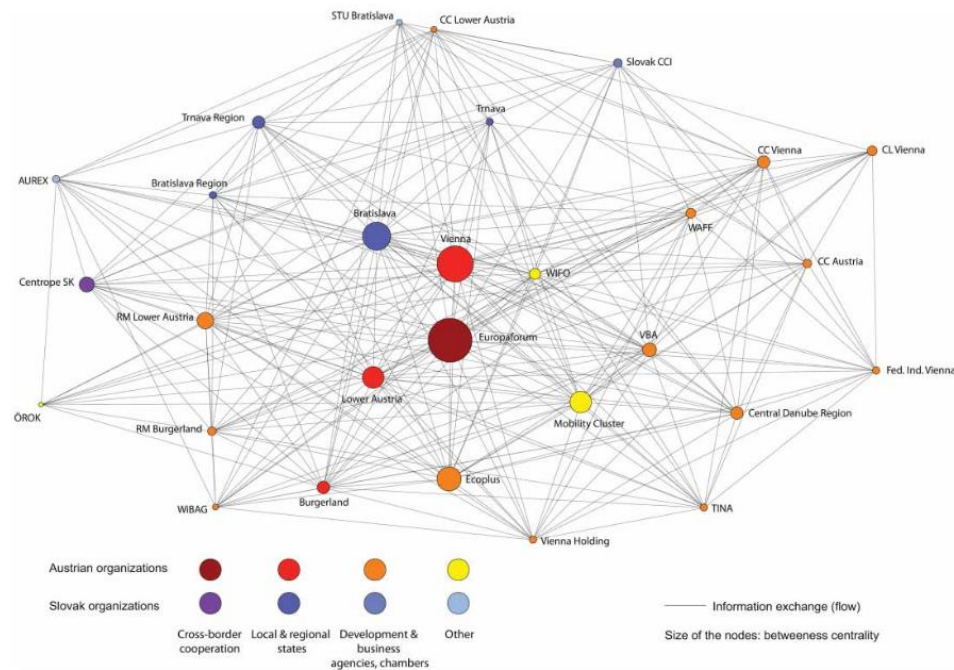 STU Bratislava
CC Lower Austria
Slovak CCI
Trnava
Trnava Region
CC Vienna
CL Vienna
AUREX
Bratislava Region
Bratislava
Vienna
WAFF
WIFO
CC Austria
Centrope SK
RM Lower Austria
Europaforum
VBA
Fed. Ind. Vienna
Lower Austria
ÖROK
RM Burgerland
Mobility Cluster
Central Danube Region
Ecoplus
Burgerland
WiBAG
TINA
Vienna Holding
Austrian organizations
Slovak organizations
Information exchange (flow)
Cross-border
cooperation
Local & regional
states
Development &
business
agencies, chambers
Other
Size of the nodes: betweeness centrality